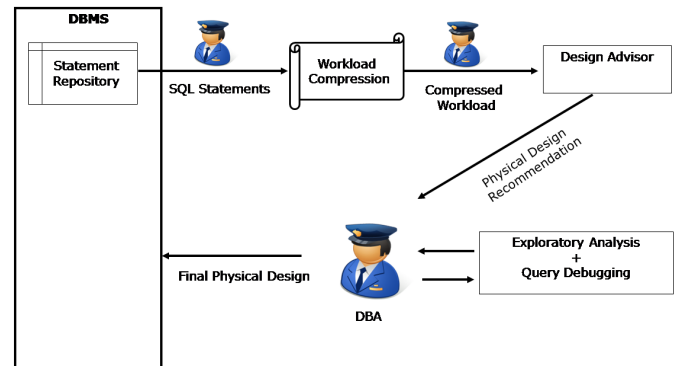 DBMS
Statement
Repository
SQL Statements
Workload
Compression
Compressed
Workload
Design Advisor
Physical Design
Recommendation
Exploratory Analysis
+
Query Debugging
Final Physical Design
DBA